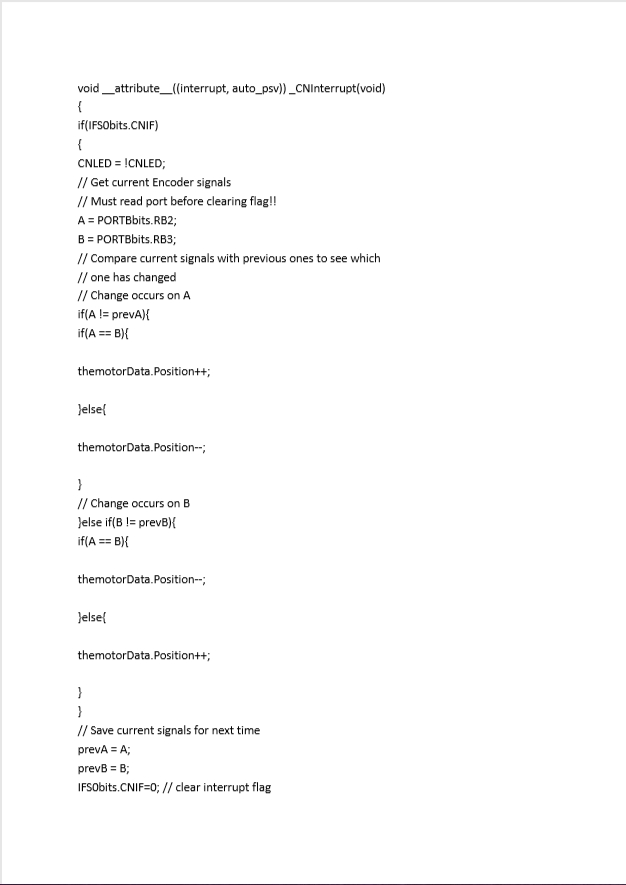 void __attribute__((interrupt, auto_psv)) _CNInterrupt(void)
{
if(IFS0bits.CNIF)
{
CNLED = !CNLED;
// Get current Encoder signals
// Must read port before clearing flag!!
A = PORTBbits.RB2;
B = PORTBbits.RB3;
// Compare current signals with previous ones to see which
// one has changed
// Change occurs on A
if(A != prevA){
if(A == B){
themotorData.Position++;
}else{
themotorData.Position--;
}
// Change occurs on B
}else if(B != prevB){
if(A == B){
themotorData.Position--;
}else{
themotorData.Position++;
}
}
// Save current signals for next time
prevA = A;
prevB = B;
IFS0bits.CNIF=0; // clear interrupt flag